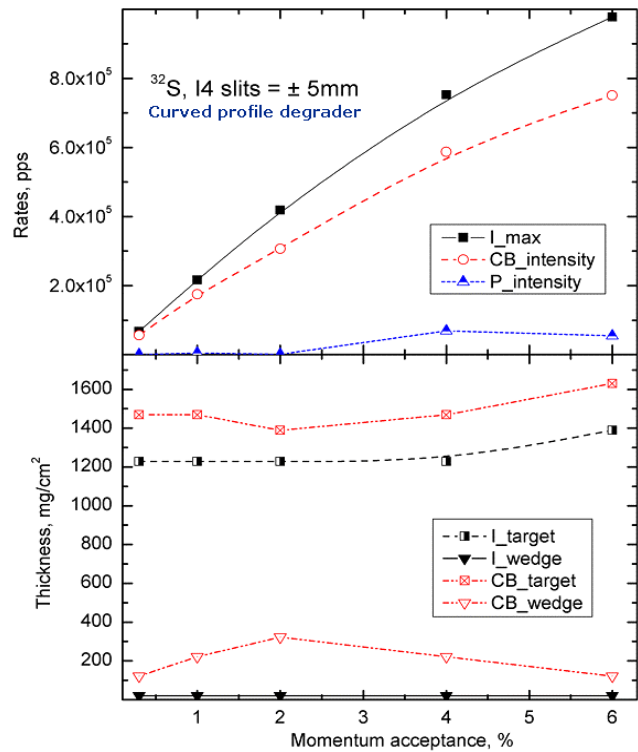 8.0x10⁵
6.0x10⁵
4.0x10⁵
2.0x10⁵
Rates, pps
³²S, I4 slits = ± 5mm
Curved profile degrader
I_max
CB_intensity
P_intensity
1600
1400
1200
1000
800
600
400
200
Thickness, mg/cm²
I_target
I_wedge
CB_target
CB_wedge
1 2 3 4 5 6
Momentum acceptance, %